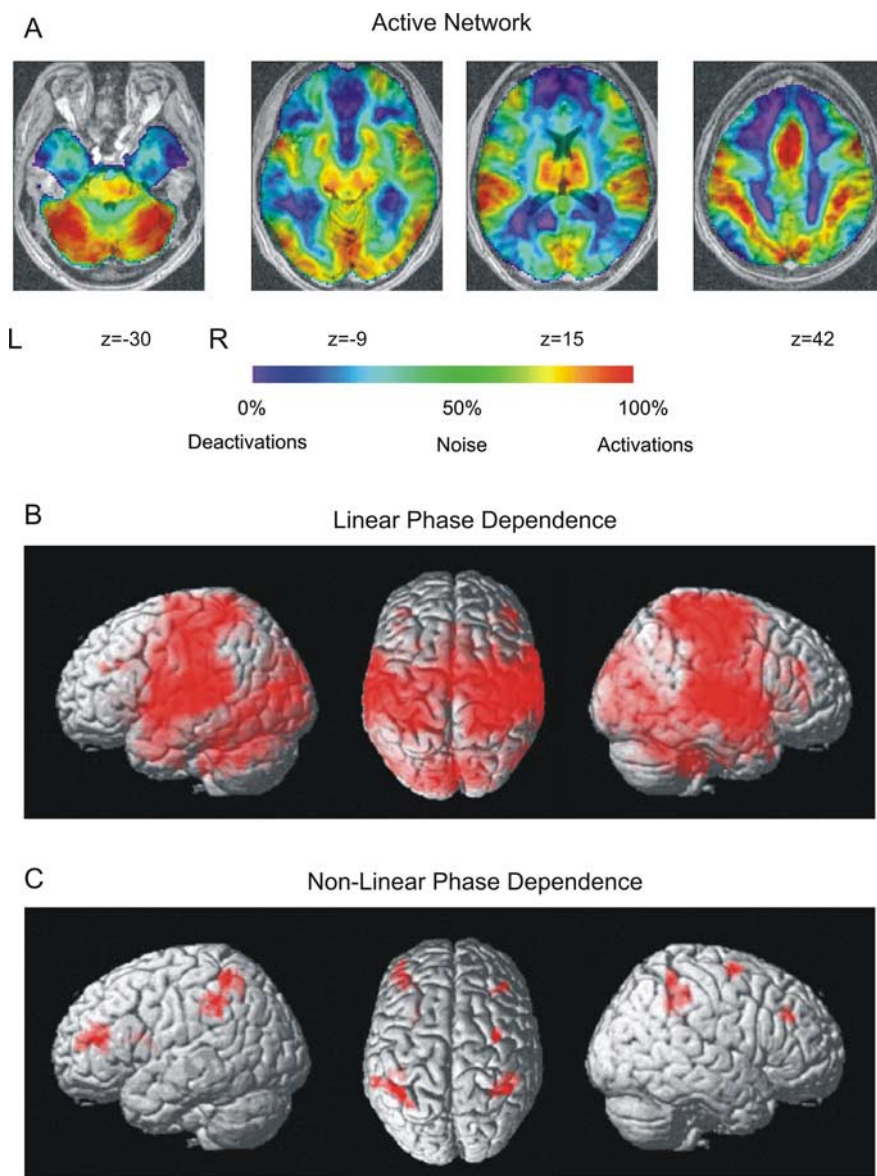 A
Active Network
L z=-30 R z=-9 z=15 z=42
0% 50% 100%
Deactivations Noise Activations
B
Linear Phase Dependence
C
Non-Linear Phase Dependence